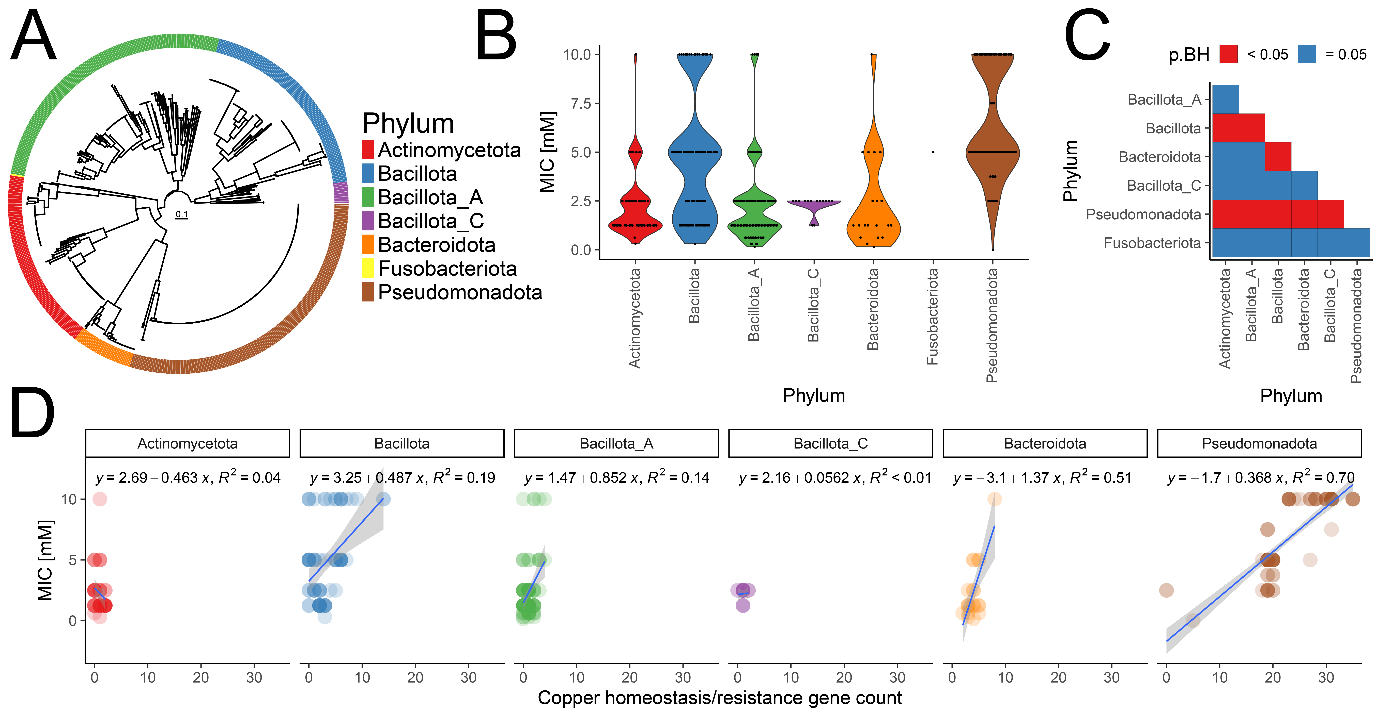 A
0.1
Phylum
Actinomycetota
Bacillota
Bacillota_A
Bacillota_C
Bacteroidota
Fusobacteriota
Pseudomonadota
B
MIC [mM]
10.0
7.5
5.0
2.5
0.0
Actinomycetota
Bacillota
Bacillota_A
Bacillota_C
Bacteroidota
Fusobacteriota
Pseudomonadota
Phylum
C
p.BH < 0.05 = 0.05
Phylum
Bacillota_A
Bacillota
Bacteroidota
Bacillota_C
Pseudomonadota
Fusobacteriota
Actinomycetota
Bacillota_A
Bacillota
Bacteroidota
Bacillota_C
Pseudomonadota
Phylum
D
Actinomycetota Bacillota Bacillota_A Bacillota_C Bacteroidota Pseudomonadota
y = 2.69 − 0.463 x, R² = 0.04 y = 3.25 + 0.487 x, R² = 0.19 y = 1.47 + 0.852 x, R² = 0.14 y = 2.16 + 0.0562 x, R² < 0.01 y = −3.1 + 1.37 x, R² = 0.51 y = −1.7 + 0.368 x, R² = 0.70
MIC [mM]
10
5
0
0 10 20 30 0 10 20 30 0 10 20 30 0 10 20 30 0 10 20 30 0 10 20 30
Copper homeostasis/resistance gene count